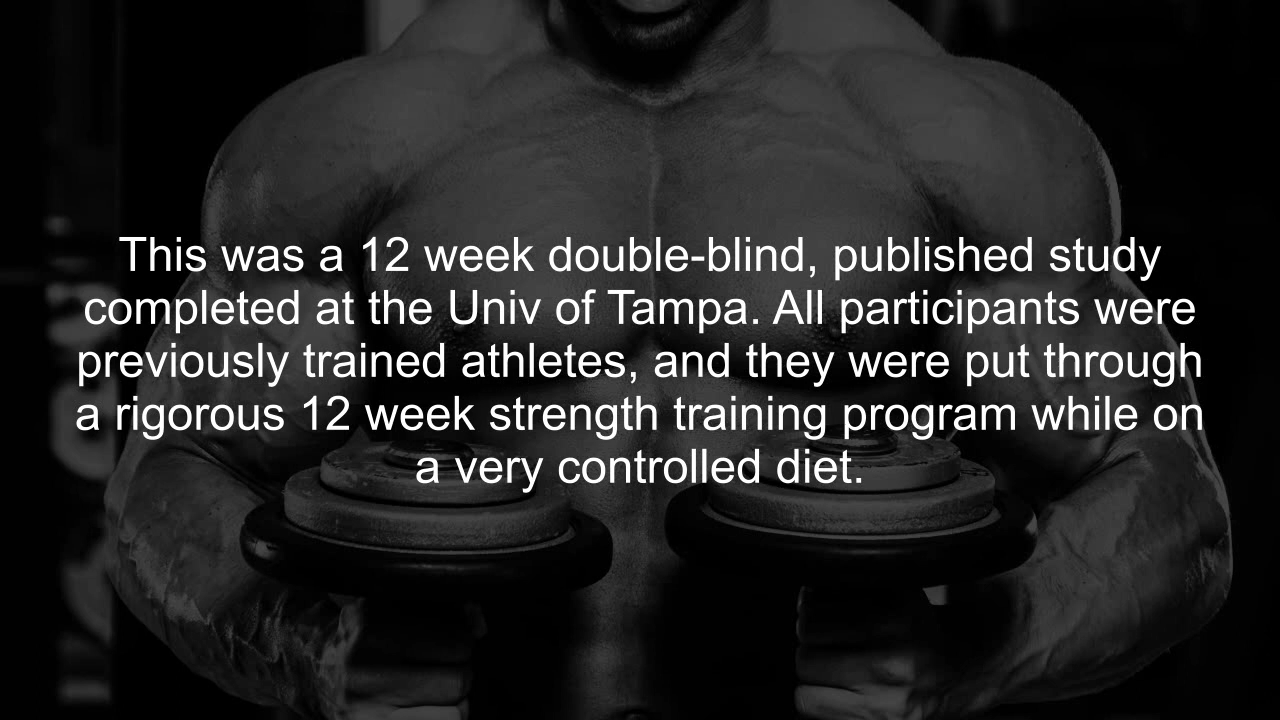 This was a 12 week double-blind, published study
completed at the Univ of Tampa. All participants were
previously trained athletes, and they were put through
a rigorous 12 week strength training program while on
a very controlled diet.